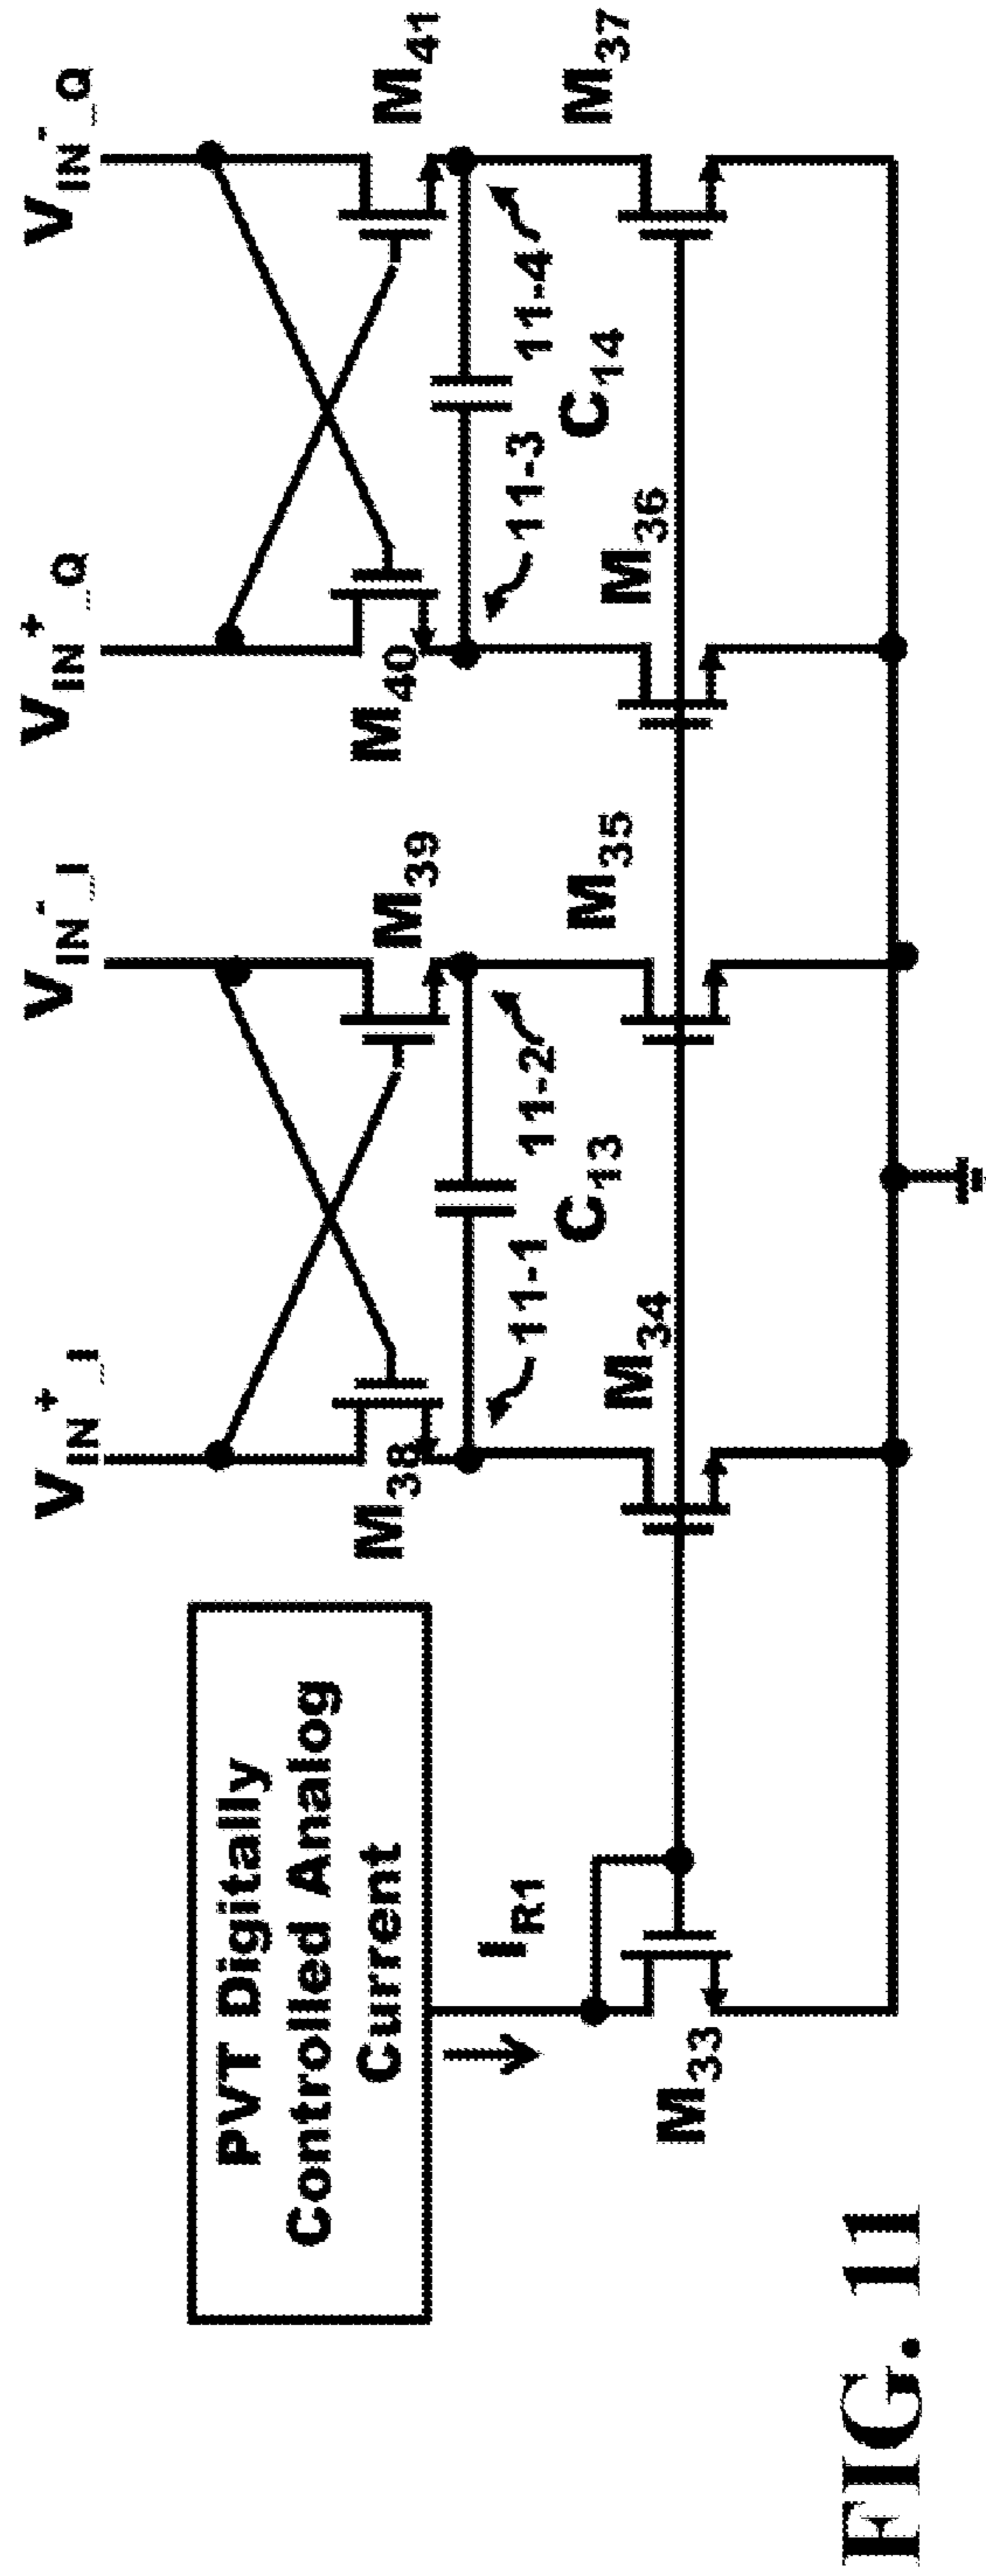 PVT Digitally
Controlled Analog
Current
I_R1
M_33
V_IN^+_I
V_IN^-_I
V_IN^+_Q
V_IN^-_Q
M_38
M_39
M_40
M_41
11-1
11-2
11-3
11-4
C_13
C_14
M_34
M_35
M_36
M_37
FIG. 11